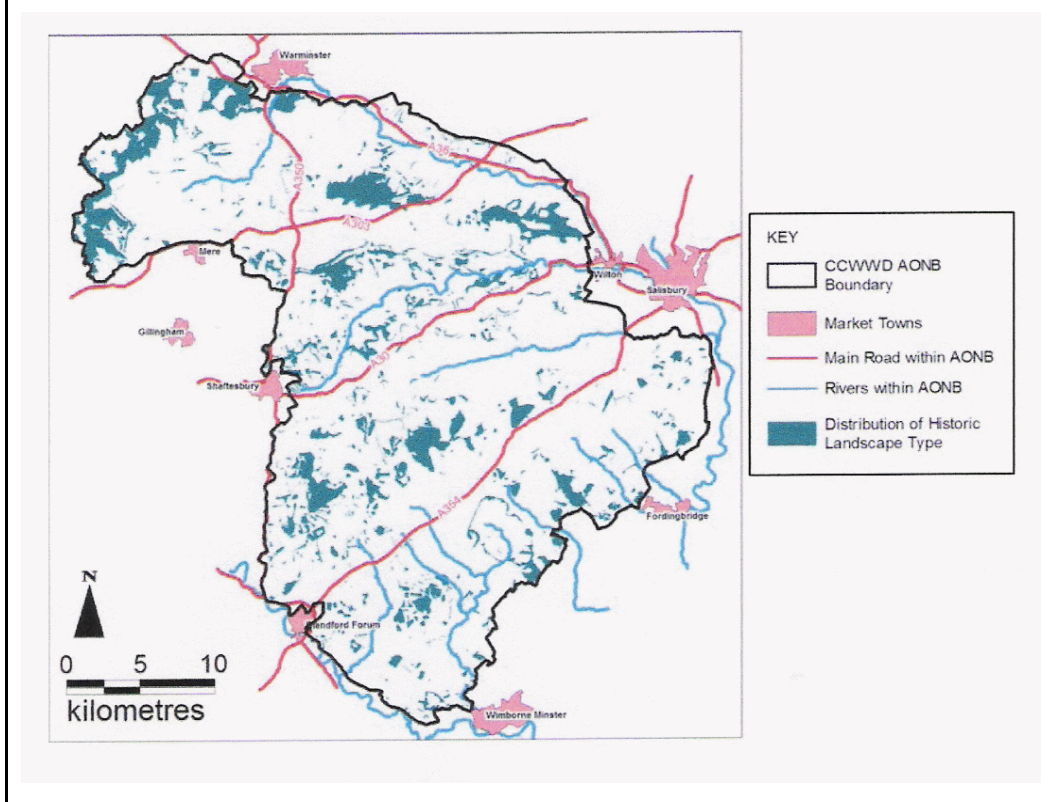 Warminster
A36
A350
A303
Mere
Wilton
Salisbury
Gillingham
A30
Shaftesbury
A354
Fordingbridge
N
Blandford Forum
0 5 10
kilometres
Wimborne Minster
KEY
CCWWD AONB
Boundary
Market Towns
Main Road within AONB
Rivers within AONB
Distribution of Historic
Landscape Type